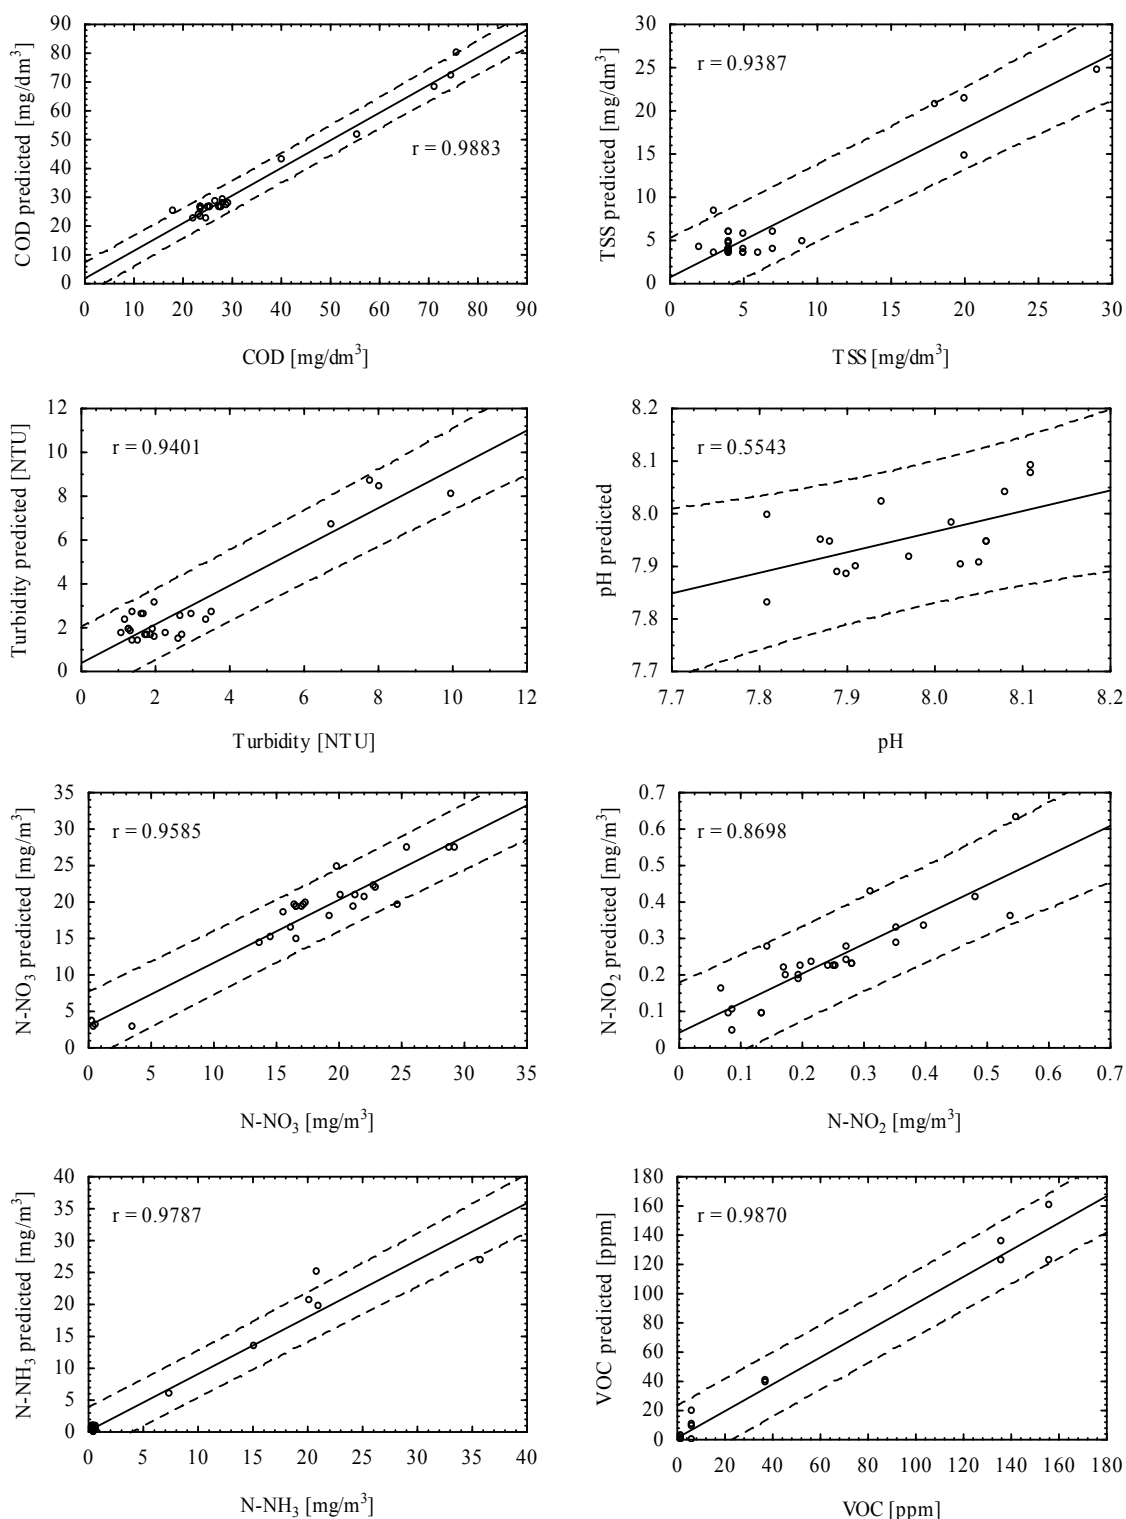 COD predicted [mg/dm³]
90
80
70
60
50
40
30
20
10
0
r = 0.9883
0 10 20 30 40 50 60 70 80 90
COD [mg/dm³]
TSS predicted [mg/dm³]
30
25
20
15
10
5
0
r = 0.9387
0 5 10 15 20 25 30
TSS [mg/dm³]
Turbidity predicted [NTU]
12
10
8
6
4
2
0
r = 0.9401
0 2 4 6 8 10 12
Turbidity [NTU]
pH predicted
8.2
8.1
8.0
7.9
7.8
7.7
r = 0.5543
7.7 7.8 7.9 8.0 8.1 8.2
pH
N-NO₃ predicted [mg/m³]
35
30
25
20
15
10
5
0
r = 0.9585
0 5 10 15 20 25 30 35
N-NO₃ [mg/m³]
N-NO₂ predicted [mg/m³]
0.7
0.6
0.5
0.4
0.3
0.2
0.1
0
r = 0.8698
0 0.1 0.2 0.3 0.4 0.5 0.6 0.7
N-NO₂ [mg/m³]
N-NH₃ predicted [mg/m³]
40
35
30
25
20
15
10
5
0
r = 0.9787
0 5 10 15 20 25 30 35 40
N-NH₃ [mg/m³]
VOC predicted [ppm]
180
160
140
120
100
80
60
40
20
0
r = 0.9870
0 20 40 60 80 100 120 140 160 180
VOC [ppm]